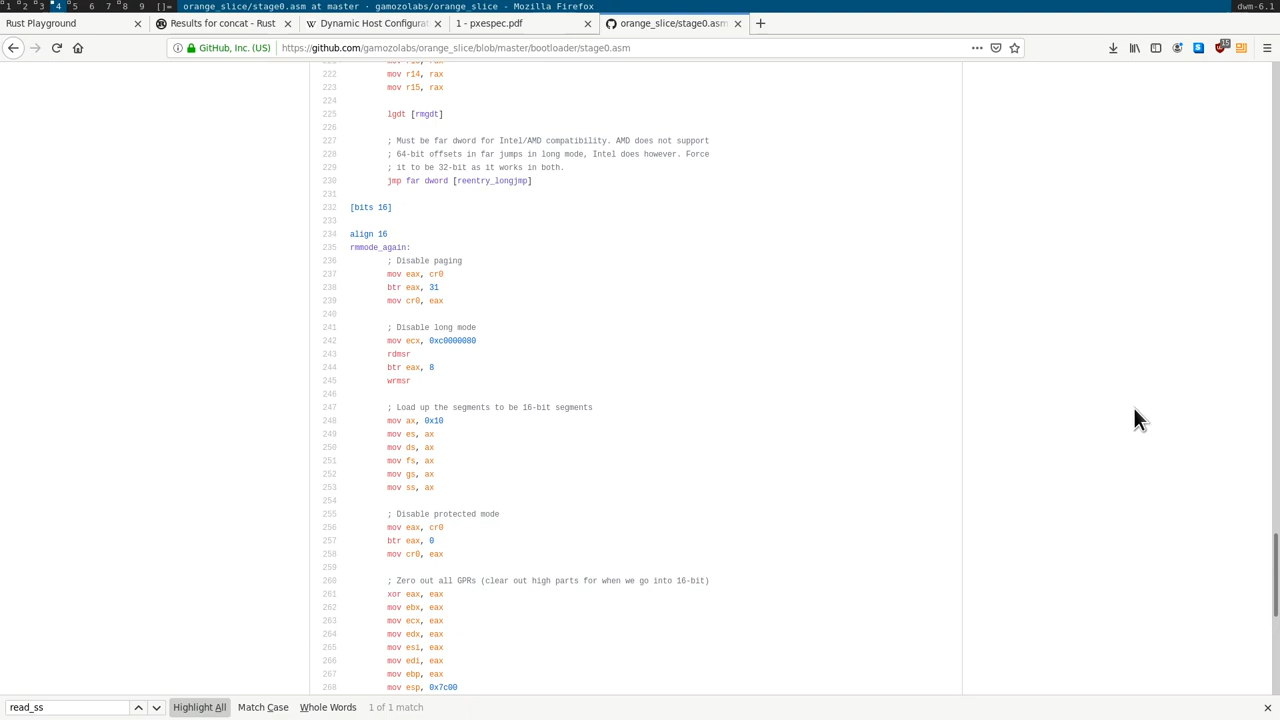 1 2 3 4 5 6 7 8 9 []= orange_slice/stage0.asm at master · gamozolabs/orange_slice - Mozilla Firefox dwm-6.1
Rust Playground Results for concat - Rust Dynamic Host Configura 1 - pxespec.pdf orange_slice/stage0.asm
GitHub, Inc. (US) https://github.com/gamozolabs/orange_slice/blob/master/bootloader/stage0.asm 15
222 mov r14, rax
223 mov r15, rax
224
225 lgdt [rmgdt]
226
227 ; Must be far dword for Intel/AMD compatibility. AMD does not support
228 ; 64-bit offsets in far jumps in long mode, Intel does however. Force
229 ; it to be 32-bit as it works in both.
230 jmp far dword [reentry_longjmp]
231
232 [bits 16]
233
234 align 16
235 rmmode_again:
236 ; Disable paging
237 mov eax, cr0
238 btr eax, 31
239 mov cr0, eax
240
241 ; Disable long mode
242 mov ecx, 0xc0000080
243 rdmsr
244 btr eax, 8
245 wrmsr
246
247 ; Load up the segments to be 16-bit segments
248 mov ax, 0x10
249 mov es, ax
250 mov ds, ax
251 mov fs, ax
252 mov gs, ax
253 mov ss, ax
254
255 ; Disable protected mode
256 mov eax, cr0
257 btr eax, 0
258 mov cr0, eax
259
260 ; Zero out all GPRs (clear out high parts for when we go into 16-bit)
261 xor eax, eax
262 mov ebx, eax
263 mov ecx, eax
264 mov edx, eax
265 mov esi, eax
266 mov edi, eax
267 mov ebp, eax
268 mov esp, 0x7c00
read_ss Highlight All Match Case Whole Words 1 of 1 match